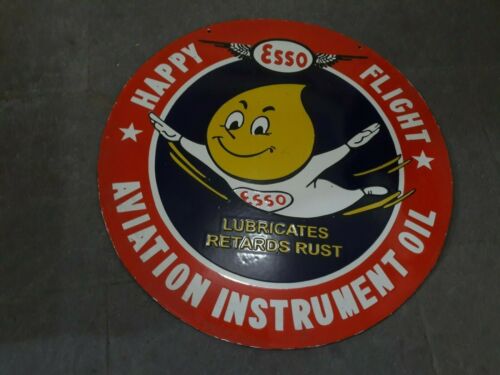 Esso
HAPPY FLIGHT
ESSO
LUBRICATES
RETARDS RUST
AVIATION INSTRUMENT OIL